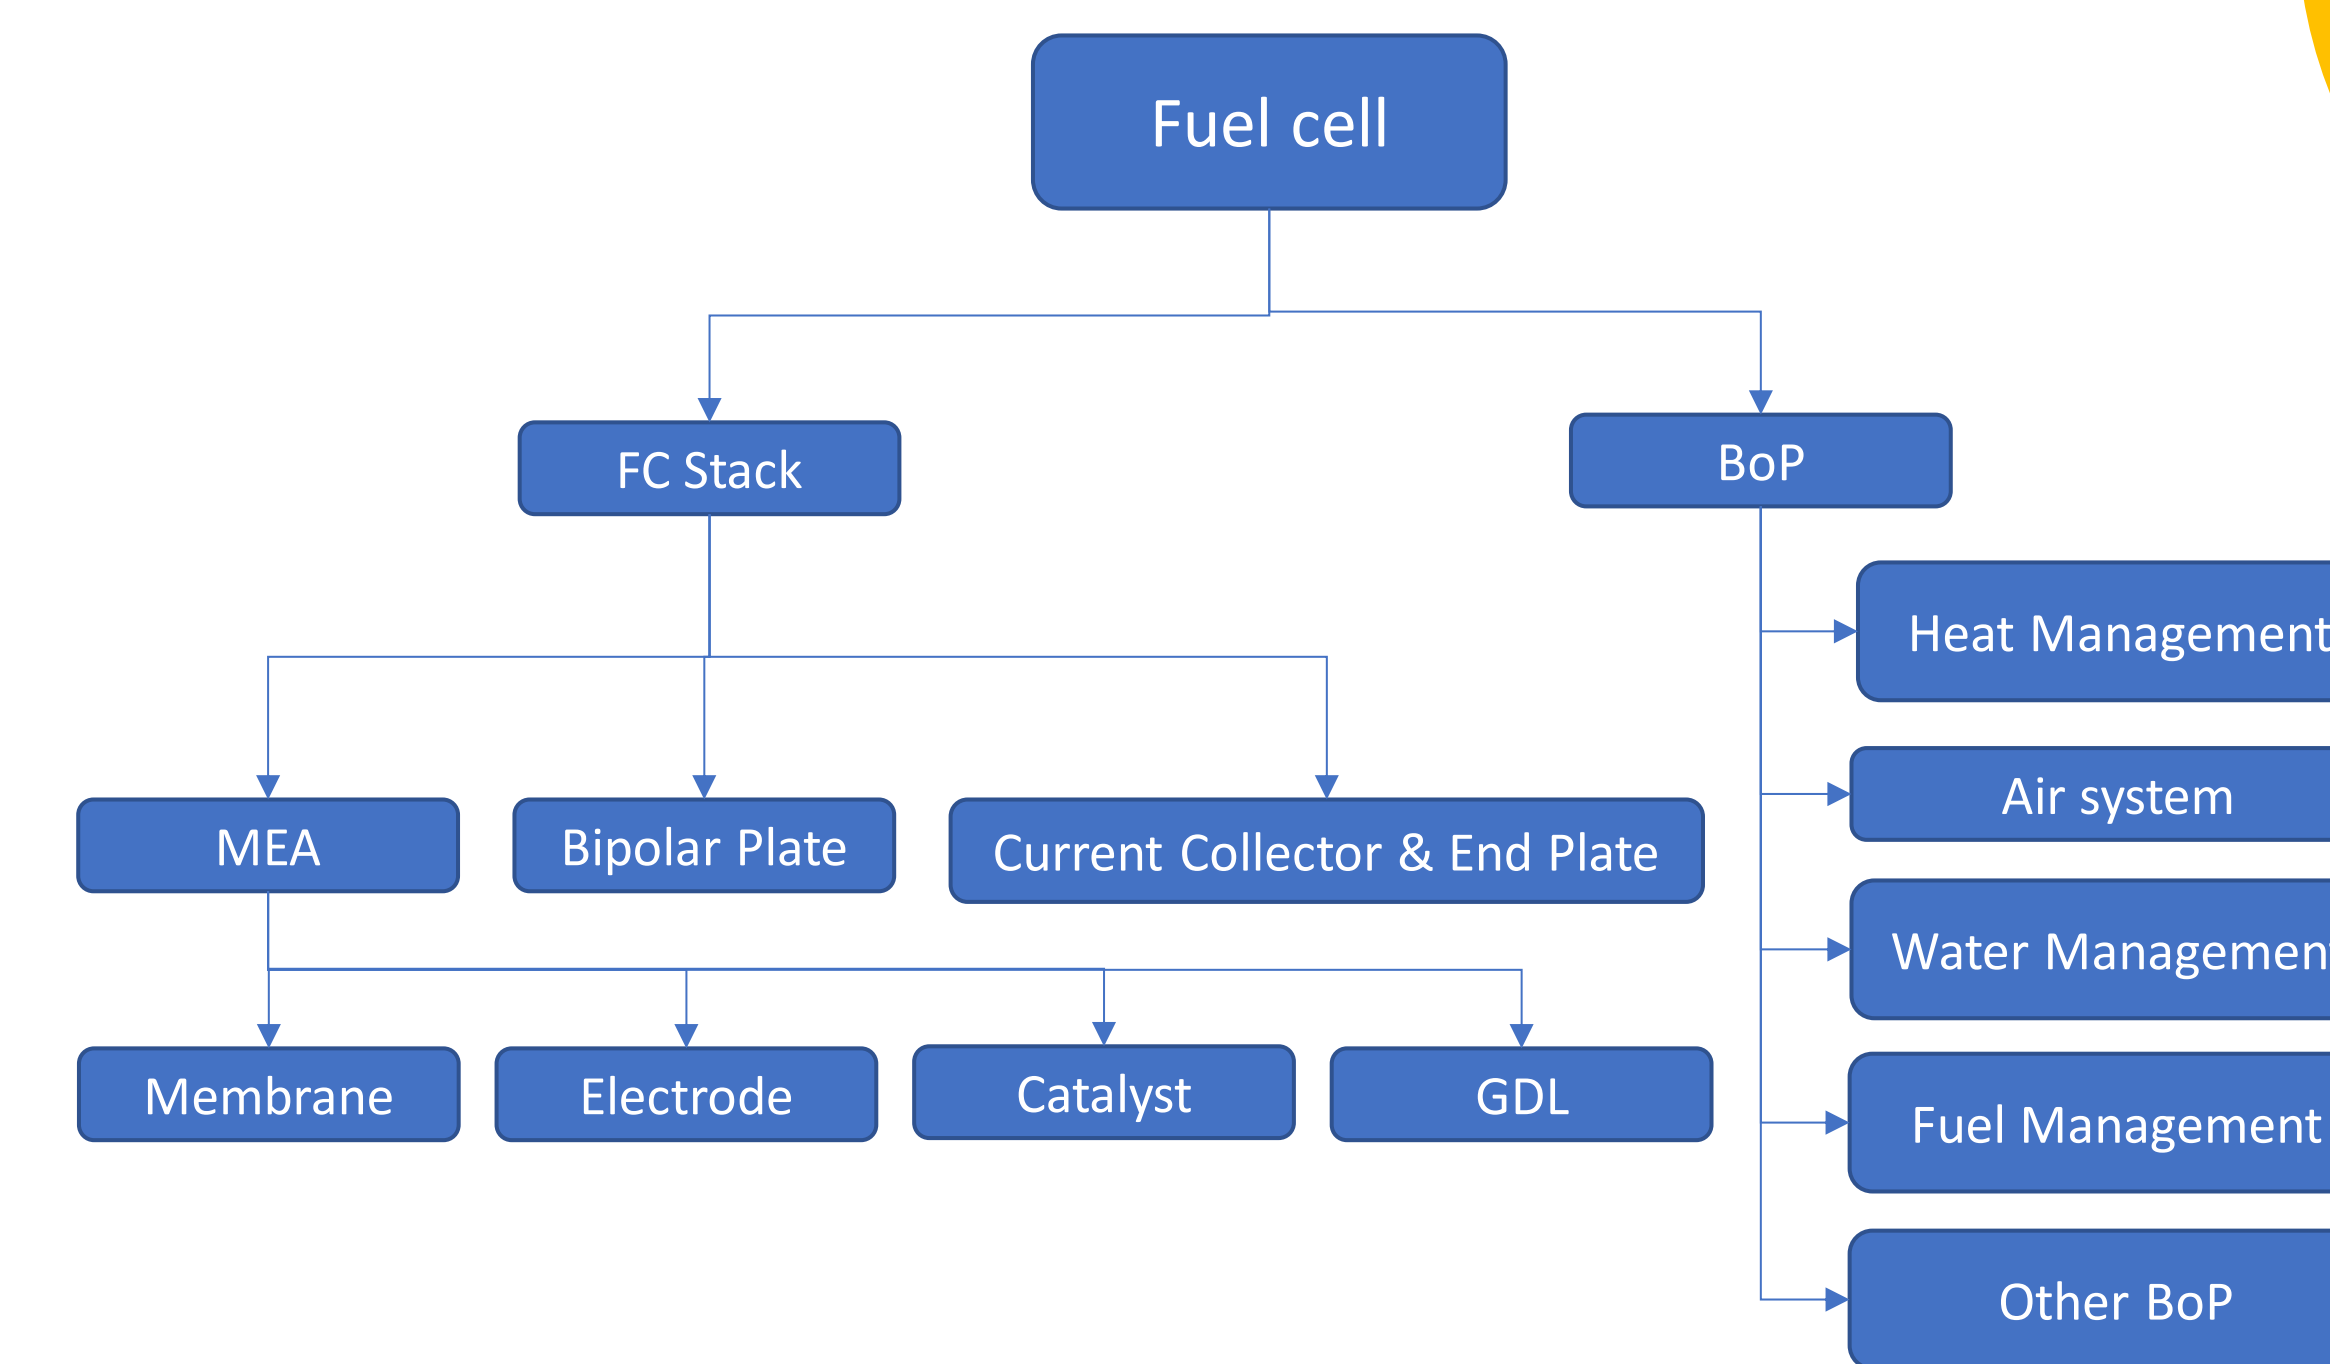 Fuel cell
FC Stack
BoP
Heat Management
Air system
MEA
Bipolar Plate
Current Collector & End Plate
Water Management
Membrane
Electrode
Catalyst
GDL
Fuel Management
Other BoP